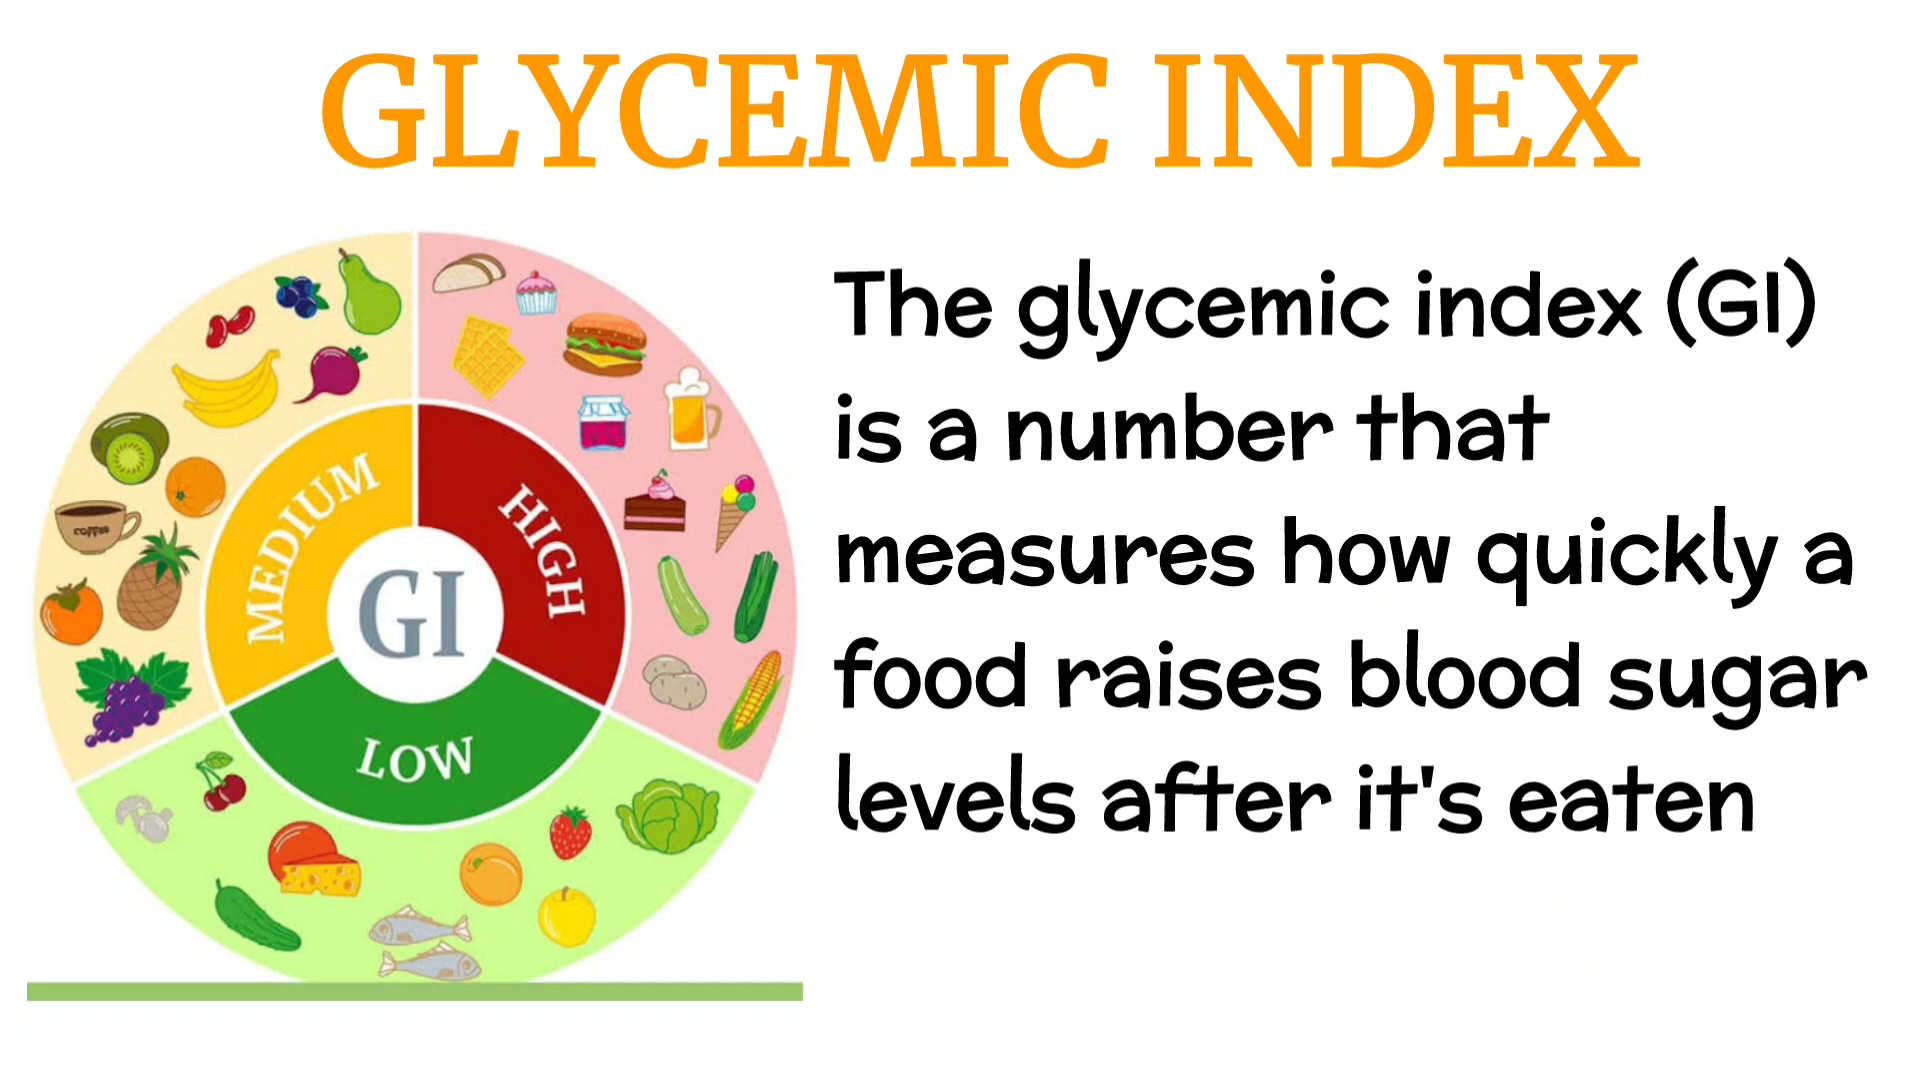 GLYCEMIC INDEX
MEDIUM
HIGH
GI
LOW
coffee
The glycemic index (GI)
is a number that
measures how quickly a
food raises blood sugar
levels after it's eaten